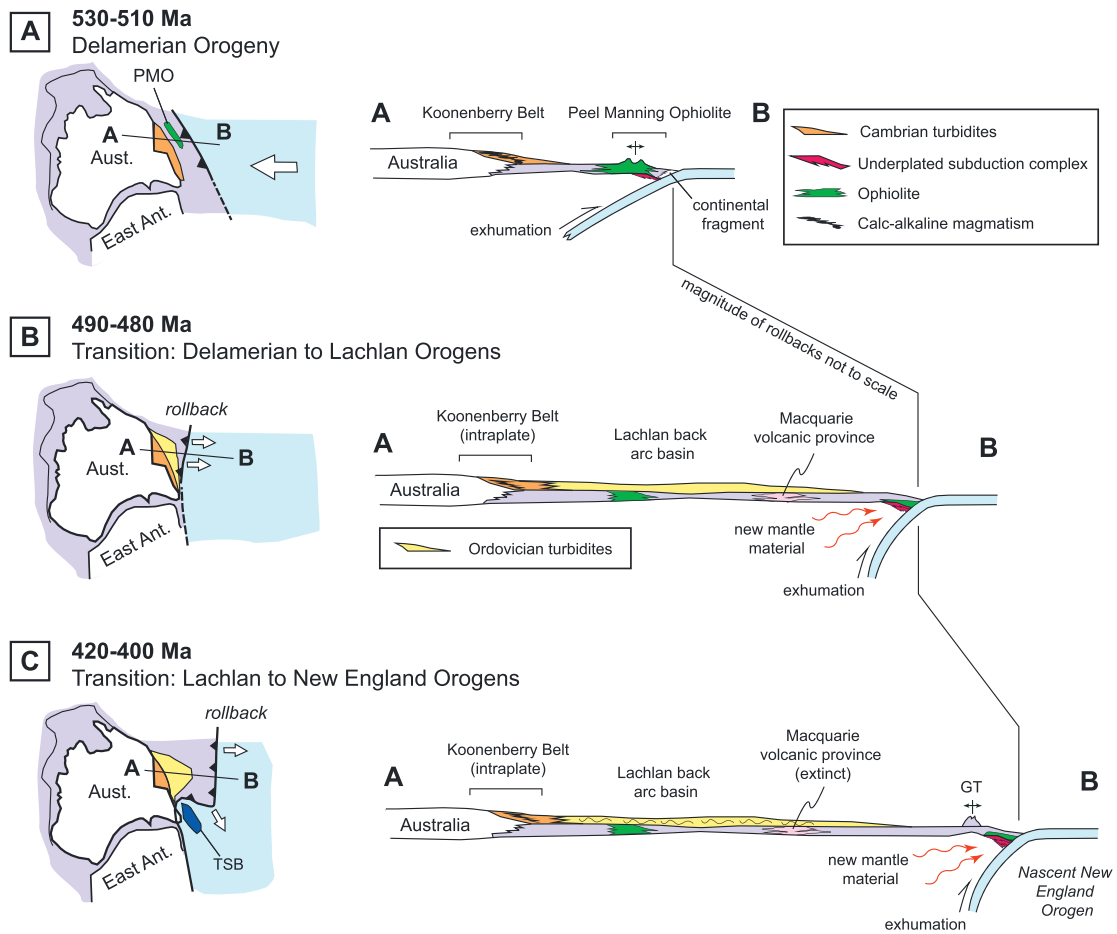 A
530-510 Ma
Delamerian Orogeny
PMO
A
B
Aust.
East Ant.
A
Koonenberry Belt
Peel Manning Ophiolite
B
Australia
exhumation
continental
fragment
Cambrian turbidites
Underplated subduction complex
Ophiolite
Calc-alkaline magmatism
magnitude of rollbacks not to scale
B
490-480 Ma
Transition: Delamerian to Lachlan Orogens
rollback
A
B
Aust.
East Ant.
A
Koonenberry Belt
(intraplate)
Lachlan back
arc basin
Macquarie
volcanic province
B
Australia
new mantle
material
exhumation
Ordovician turbidites
C
420-400 Ma
Transition: Lachlan to New England Orogens
rollback
A
B
Aust.
East Ant.
TSB
A
Koonenberry Belt
(intraplate)
Lachlan back
arc basin
Macquarie
volcanic province
(extinct)
GT
B
Australia
new mantle
material
exhumation
Nascent New
England
Orogen